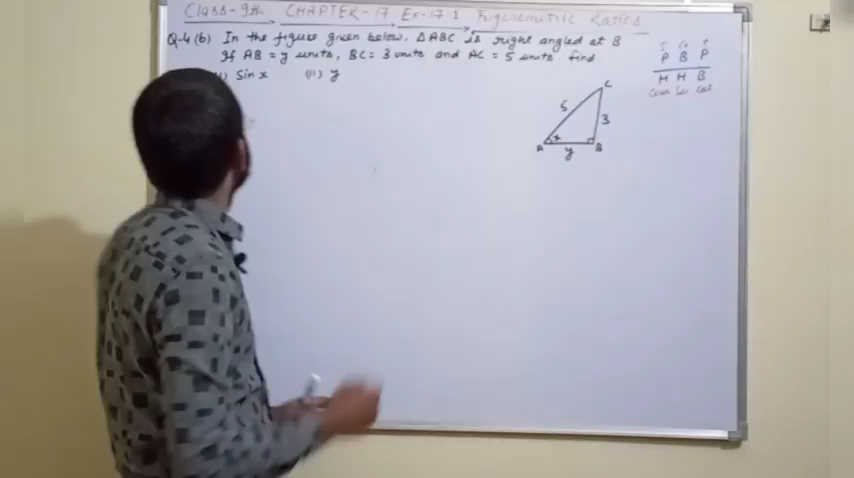 Class-9th CHAPTER-17 Ex-17.1 Trigonometric Ratios
Q-4(b) In the figure given below, ΔABC is right angled at B
If AB = y units, BC = 3 units and AC = 5 units, find
Sin x (ii) y
S C t
P B P
H H B
Cosec Sec Cot
C
5
3
x
A
B
y